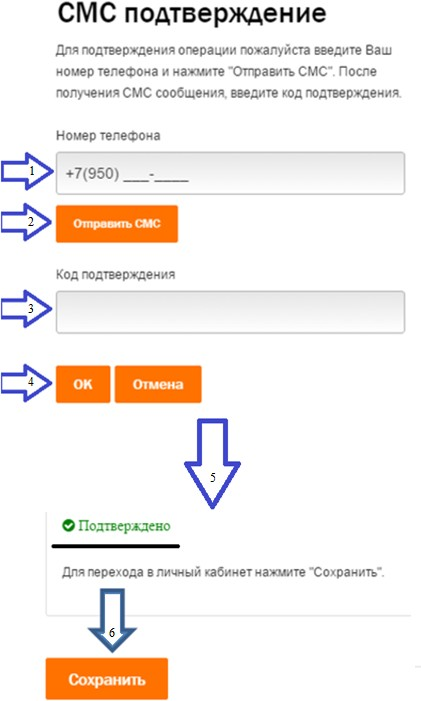 СМС подтверждение
Для подтверждения операции пожалуйста введите Ваш
номер телефона и нажмите "Отправить СМС". После
получения СМС сообщения, введите код подтверждения.
Номер телефона
1
+7(950) ___-____
2
Отправить СМС
Код подтверждения
3
4
ОК
Отмена
5
Подтверждено
Для перехода в личный кабинет нажмите "Сохранить".
6
Сохранить